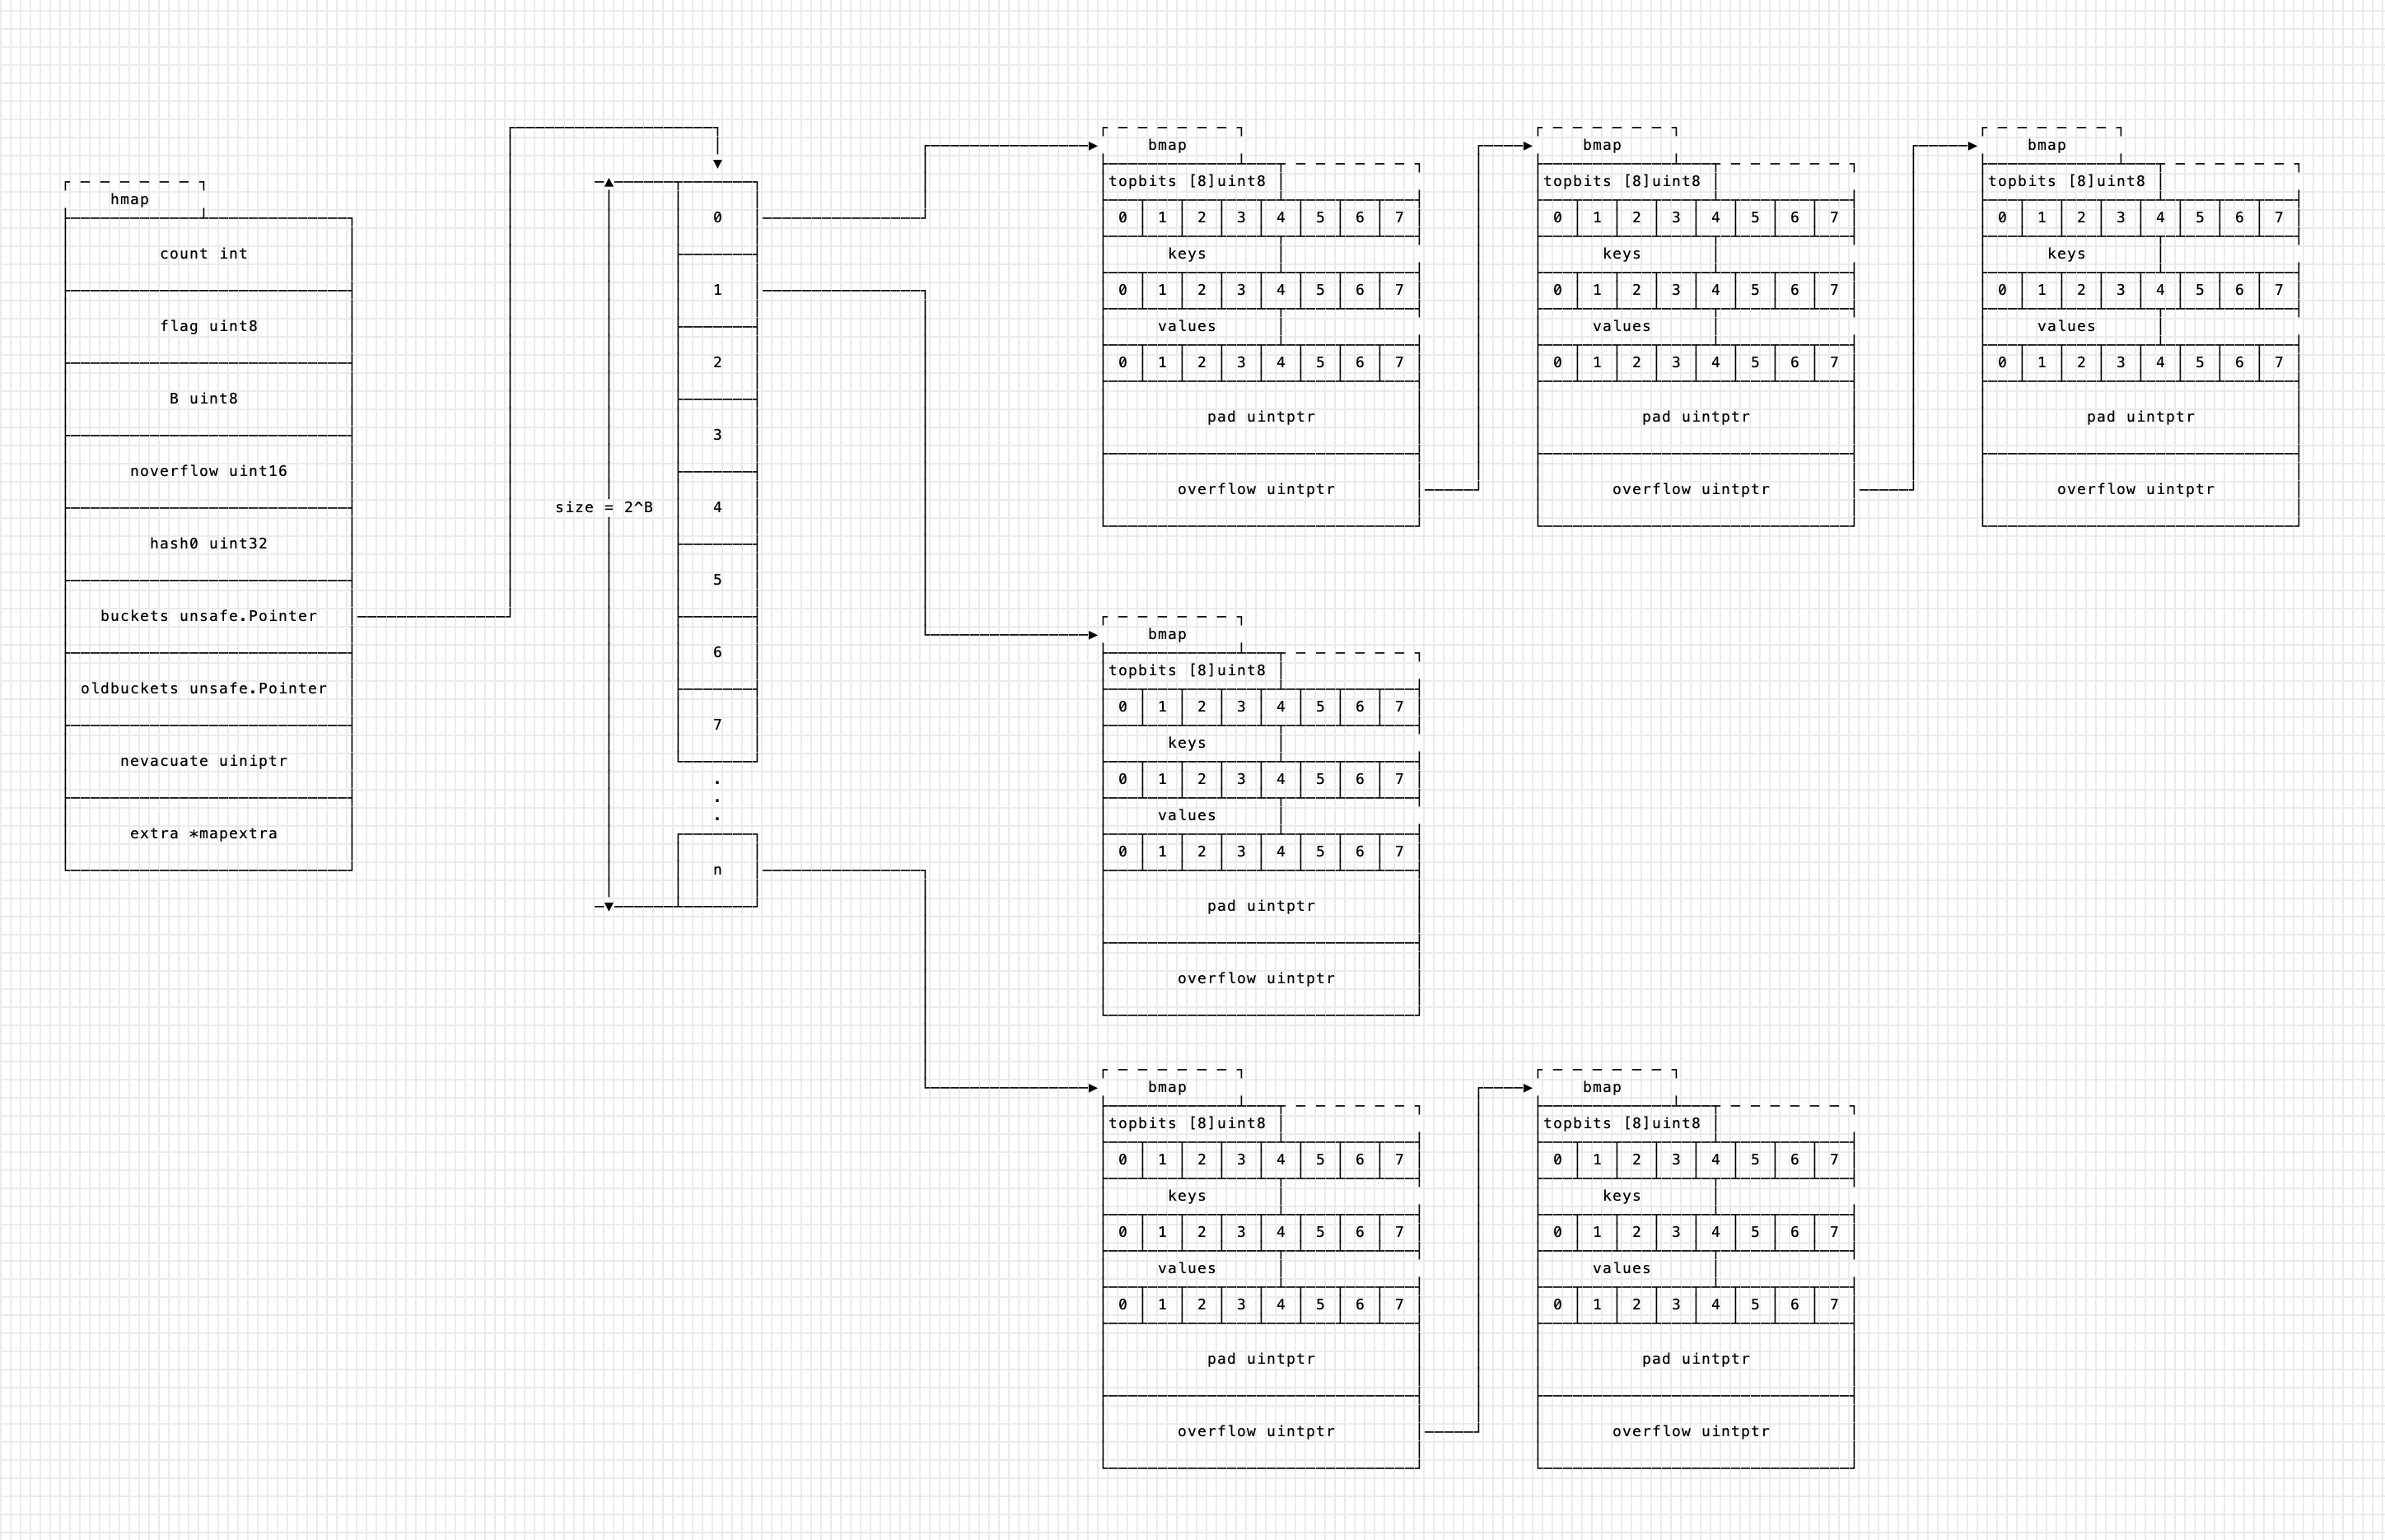 hmap
count int
flag uint8
B uint8
noverflow uint16
hash0 uint32
buckets unsafe.Pointer
oldbuckets unsafe.Pointer
nevacuate uiniptr
extra *mapextra
size = 2^B
0
1
2
3
4
5
6
7
.
.
.
n
bmap
topbits [8]uint8
0 1 2 3 4 5 6 7
keys
0 1 2 3 4 5 6 7
values
0 1 2 3 4 5 6 7
pad uintptr
overflow uintptr
bmap
topbits [8]uint8
0 1 2 3 4 5 6 7
keys
0 1 2 3 4 5 6 7
values
0 1 2 3 4 5 6 7
pad uintptr
overflow uintptr
bmap
topbits [8]uint8
0 1 2 3 4 5 6 7
keys
0 1 2 3 4 5 6 7
values
0 1 2 3 4 5 6 7
pad uintptr
overflow uintptr
bmap
topbits [8]uint8
0 1 2 3 4 5 6 7
keys
0 1 2 3 4 5 6 7
values
0 1 2 3 4 5 6 7
pad uintptr
overflow uintptr
bmap
topbits [8]uint8
0 1 2 3 4 5 6 7
keys
0 1 2 3 4 5 6 7
values
0 1 2 3 4 5 6 7
pad uintptr
overflow uintptr
bmap
topbits [8]uint8
0 1 2 3 4 5 6 7
keys
0 1 2 3 4 5 6 7
values
0 1 2 3 4 5 6 7
pad uintptr
overflow uintptr